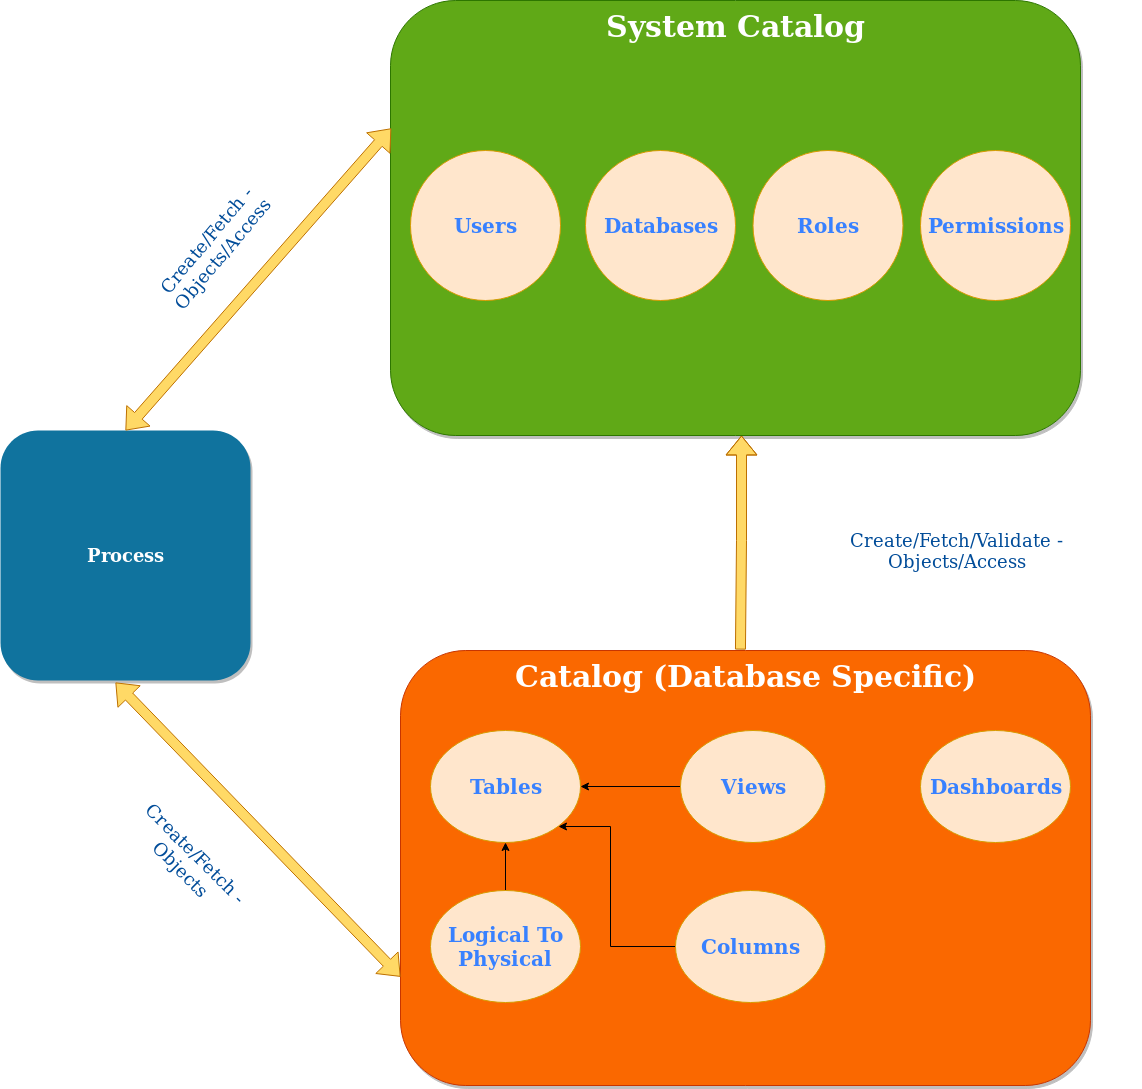 System Catalog
Users
Databases
Roles
Permissions
Create/Fetch -
Objects/Access
Process
Create/Fetch/Validate -
Objects/Access
Catalog (Database Specific)
Tables
Views
Dashboards
Create/Fetch -
Objects
Logical To
Physical
Columns